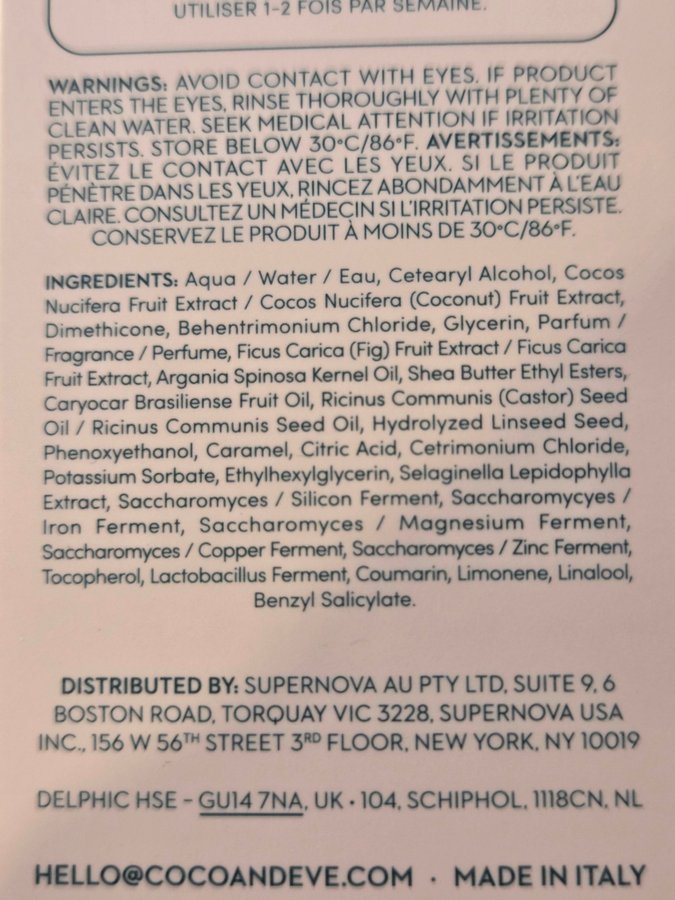 UTILISER 1-2 FOIS PAR SEMAINE.
WARNINGS: AVOID CONTACT WITH EYES. IF PRODUCT
ENTERS THE EYES, RINSE THOROUGHLY WITH PLENTY OF
CLEAN WATER. SEEK MEDICAL ATTENTION IF IRRITATION
PERSISTS. STORE BELOW 30°C/86°F. AVERTISSEMENTS:
ÉVITEZ LE CONTACT AVEC LES YEUX. SI LE PRODUIT
PÉNÈTRE DANS LES YEUX, RINCEZ ABONDAMMENT À L'EAU
CLAIRE. CONSULTEZ UN MÉDECIN SI L'IRRITATION PERSISTE.
CONSERVEZ LE PRODUIT À MOINS DE 30°C/86°F.
INGREDIENTS: Aqua / Water / Eau, Cetearyl Alcohol, Cocos
Nucifera Fruit Extract / Cocos Nucifera (Coconut) Fruit Extract,
Dimethicone, Behentrimonium Chloride, Glycerin, Parfum /
Fragrance / Perfume, Ficus Carica (Fig) Fruit Extract / Ficus Carica
Fruit Extract, Argania Spinosa Kernel Oil, Shea Butter Ethyl Esters,
Caryocar Brasiliense Fruit Oil, Ricinus Communis (Castor) Seed
Oil / Ricinus Communis Seed Oil, Hydrolyzed Linseed Seed,
Phenoxyethanol, Caramel, Citric Acid, Cetrimonium Chloride,
Potassium Sorbate, Ethylhexylglycerin, Selaginella Lepidophylla
Extract, Saccharomyces / Silicon Ferment, Saccharomycyes /
Iron Ferment, Saccharomyces / Magnesium Ferment,
Saccharomyces / Copper Ferment, Saccharomyces / Zinc Ferment,
Tocopherol, Lactobacillus Ferment, Coumarin, Limonene, Linalool,
Benzyl Salicylate.
DISTRIBUTED BY: SUPERNOVA AU PTY LTD, SUITE 9, 6
BOSTON ROAD, TORQUAY VIC 3228, SUPERNOVA USA
INC., 156 W 56TH STREET 3RD FLOOR, NEW YORK, NY 10019
DELPHIC HSE - GU14 7NA, UK • 104, SCHIPHOL, 1118CN, NL
HELLO@COCOANDEVE.COM • MADE IN ITALY